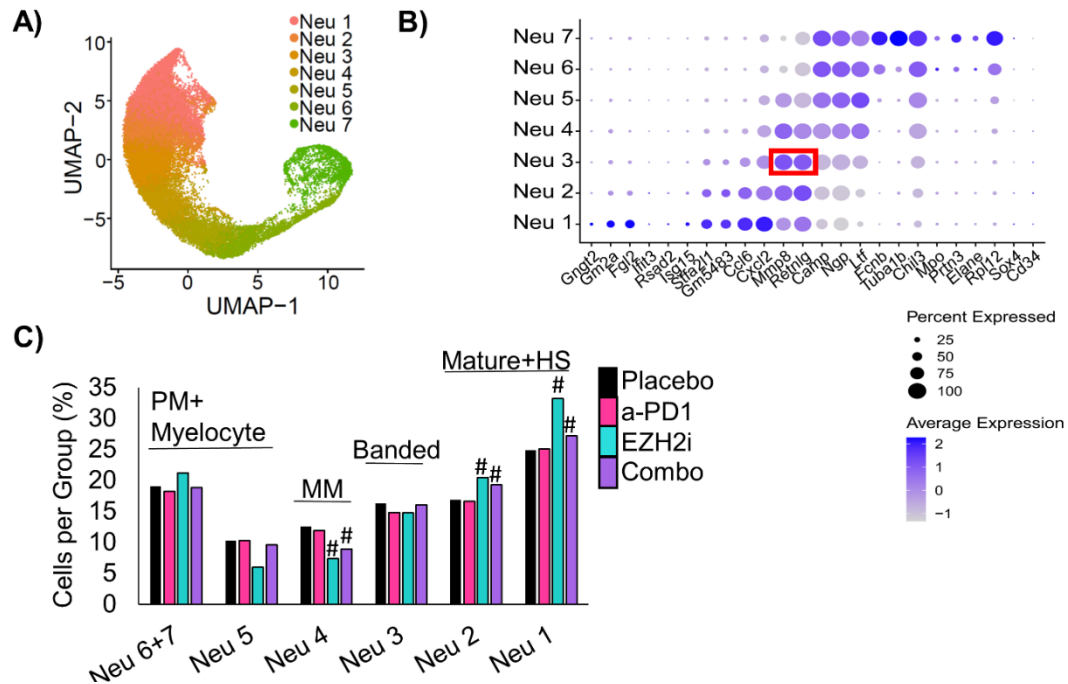 A)
Neu 1
Neu 2
Neu 3
Neu 4
Neu 5
Neu 6
Neu 7
10
5
0
−5
UMAP−2
0
5
10
UMAP−1
B)
Neu 7
Neu 6
Neu 5
Neu 4
Neu 3
Neu 2
Neu 1
Gngt2
Gm2a
Fgl2
Ifit3
Rsad2
Isg15
Stfa2l1
Gm5483
Ccl6
Cxcl2
Mmp8
Retnlg
Camp
Ngp
Ltf
Fcnb
Tuba1b
Chil3
Mpo
Prtn3
Elane
Rpl12
Sox4
Cd34
Percent Expressed
25
50
75
100
Average Expression
2
1
0
−1
C)
Cells per Group (%)
35
30
25
20
15
10
5
0
PM+
Myelocyte
MM
Banded
Mature+HS
# # # # # #
Placebo
a-PD1
EZH2i
Combo
Neu 6+7
Neu 5
Neu 4
Neu 3
Neu 2
Neu 1